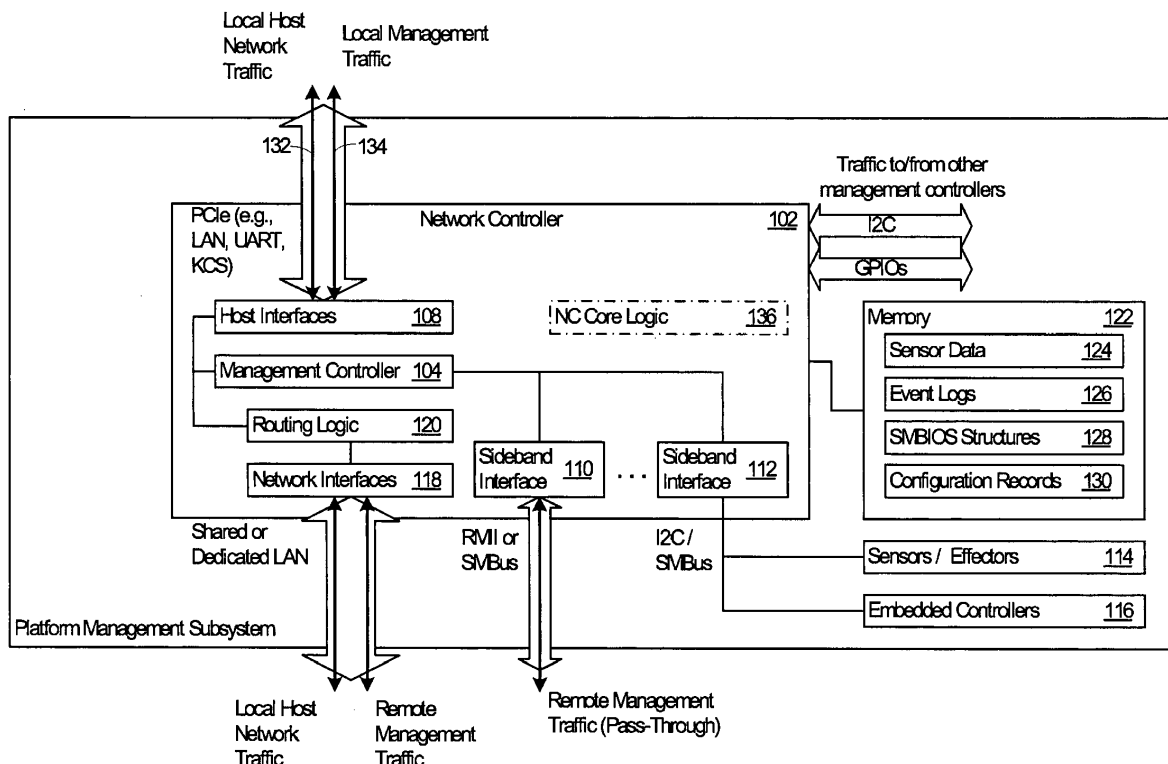 Local Host
Network
Traffic
Local Management
Traffic
132
134
Traffic to/from other
management controllers
I2C
GPIOs
PCIe (e.g.,
LAN, UART,
KCS)
Network Controller
102
Host Interfaces 108
NC Core Logic 136
Management Controller 104
Routing Logic 120
Network Interfaces 118
Sideband
Interface 110
. . .
Sideband
Interface 112
Memory 122
Sensor Data 124
Event Logs 126
SMBIOS Structures 128
Configuration Records 130
Shared or
Dedicated LAN
RMII or
SMBus
I2C /
SMBus
Sensors / Effectors 114
Embedded Controllers 116
Platform Management Subsystem
Local Host
Network
Traffic
Remote
Management
Traffic
Remote Management
Traffic (Pass-Through)